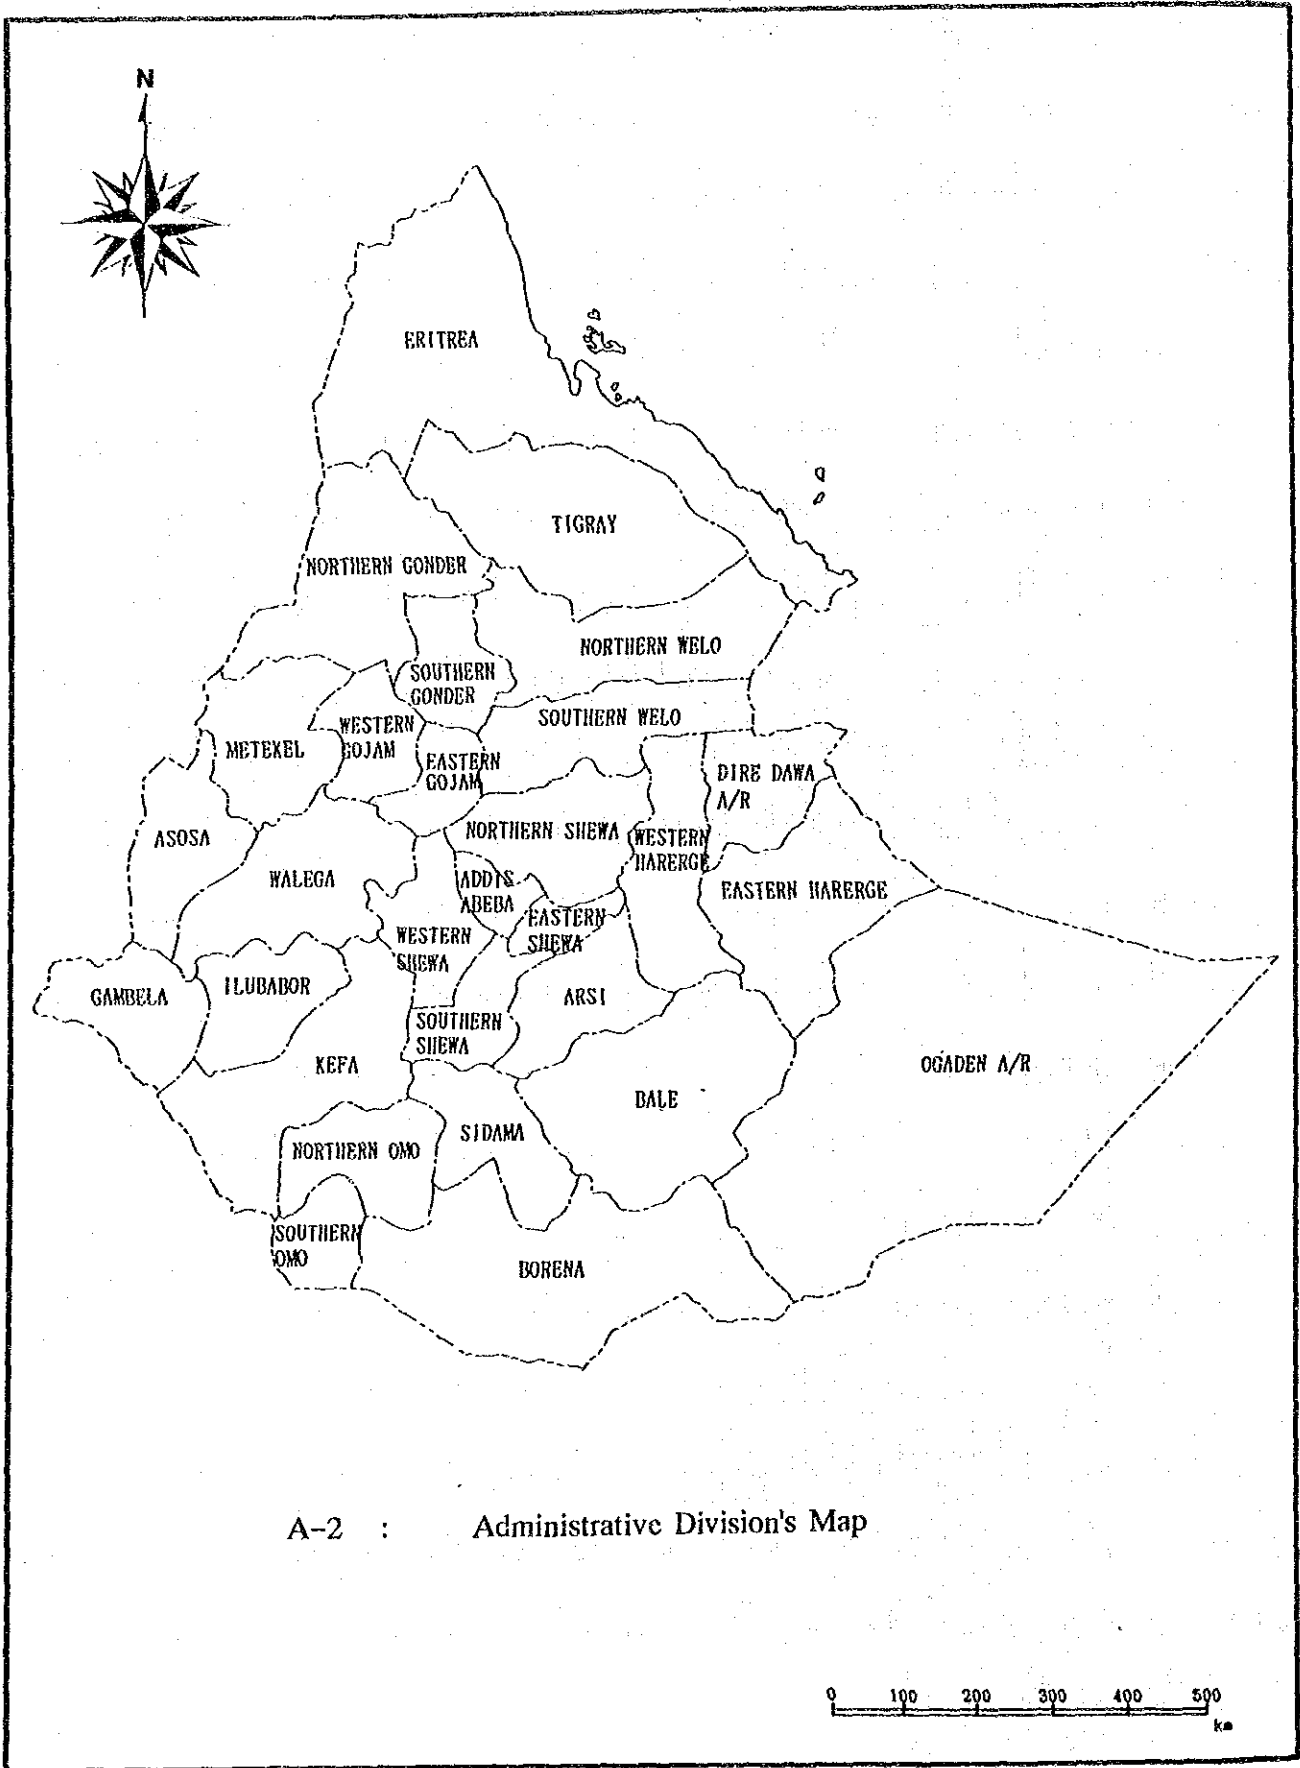 N
ERITREA
TIGRAY
NORTHERN GONDER
NORTHERN WELO
SOUTHERN
GONDER
SOUTHERN WELO
WESTERN
GOJAM
METEKEL
EASTERN
GOJAM
DIRE DAWA
A/R
ASOSA
NORTHERN SHEWA
WESTERN
HARERGE
WALEGA
ADDIS
ABEBA
EASTERN HARERGE
EASTERN
SHEWA
WESTERN
SHEWA
GAMBELA
ILUBABOR
ARSI
SOUTHERN
SHEWA
KEFA
OGADEN A/R
BALE
SIDAMA
NORTHERN OMO
SOUTHERN
OMO
BORENA
A-2 : Administrative Division's Map
0 100 200 300 400 500
km